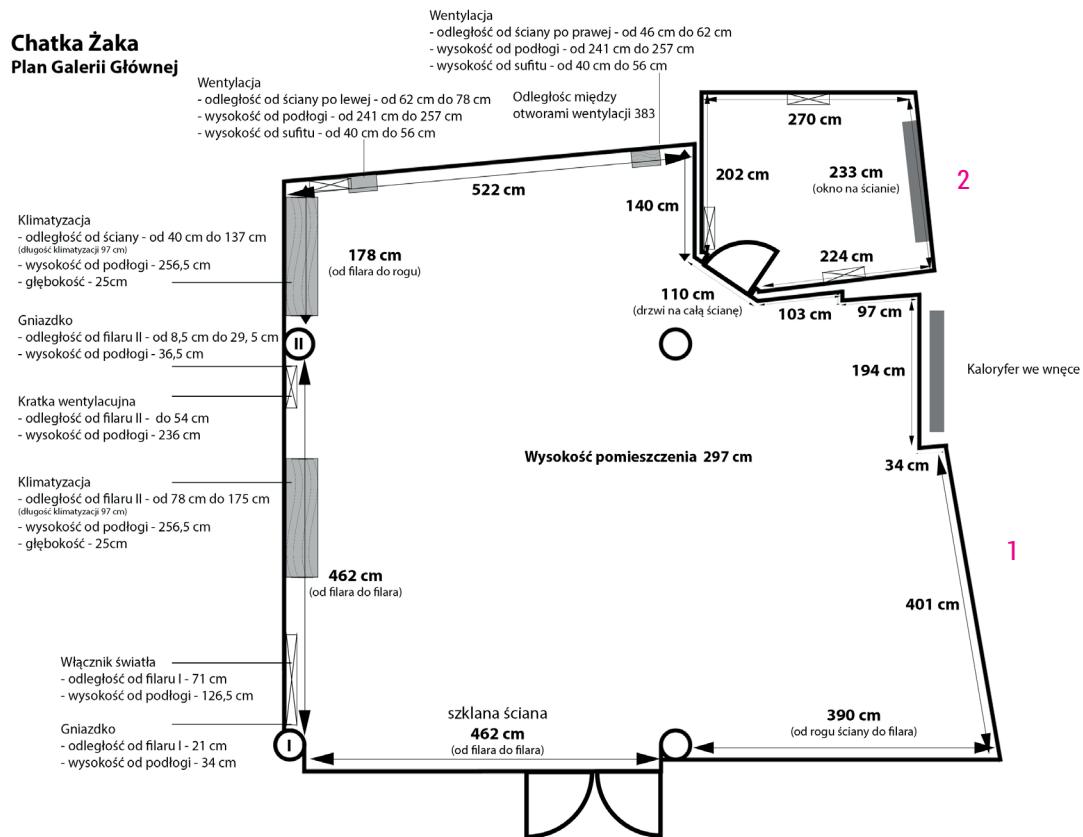 Chatka Żaka
Plan Galerii Głównej
Wentylacja
- odległość od ściany po prawej - od 46 cm do 62 cm
- wysokość od podłogi - od 241 cm do 257 cm
- wysokość od sufitu - od 40 cm do 56 cm
Wentylacja
- odległość od ściany po lewej - od 62 cm do 78 cm
- wysokość od podłogi - od 241 cm do 257 cm
- wysokość od sufitu - od 40 cm do 56 cm
Odległośc między
otworami wentylacji 383
270 cm
202 cm
233 cm
(okno na ścianie)
2
522 cm
140 cm
Klimatyzacja
- odległość od ściany - od 40 cm do 137 cm
(długość klimatyzacji 97 cm)
- wysokość od podłogi - 256,5 cm
- głębokość - 25cm
178 cm
(od filara do rogu)
224 cm
110 cm
(drzwi na całą ścianę)
103 cm
97 cm
Gniazdko
- odległość od filaru II - od 8,5 cm do 29, 5 cm
- wysokość od podłogi - 36,5 cm
II
194 cm
Kaloryfer we wnęce
Kratka wentylacujna
- odległość od filaru II -  do 54 cm
- wysokość od podłogi - 236 cm
Wysokość pomieszczenia  297 cm
34 cm
Klimatyzacja
- odległość od filaru II - od 78 cm do 175 cm
(długość klimatyzacji 97 cm)
- wysokość od podłogi - 256,5 cm
- głębokość - 25cm
1
462 cm
(od filara do filara)
401 cm
Włącznik światła
- odległość od filaru I - 71 cm
- wysokość od podłogi - 126,5 cm
Gniazdko
- odległość od filaru I - 21 cm
- wysokość od podłogi - 34 cm
I
szklana ściana
462 cm
(od filara do filara)
390 cm
(od rogu ściany do filara)